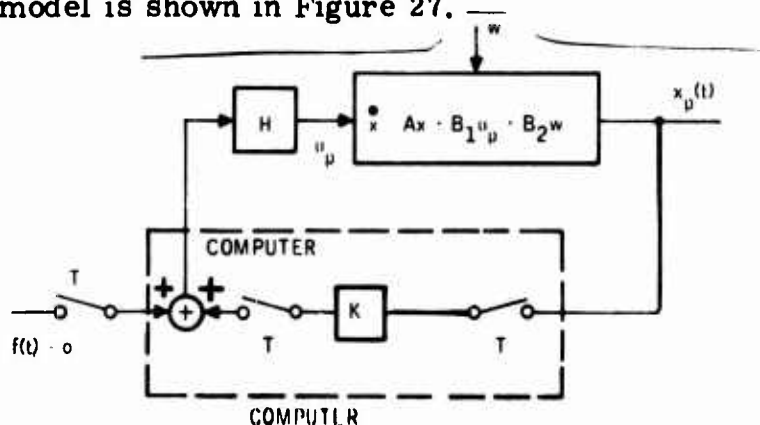 model is shown in Figure 27.
w
H
u_p
ẋ Ax · B₁u_p · B₂w
x_p(t)
COMPUTER
T
+ +
+
K
T
T
f(t) · o
COMPUTER